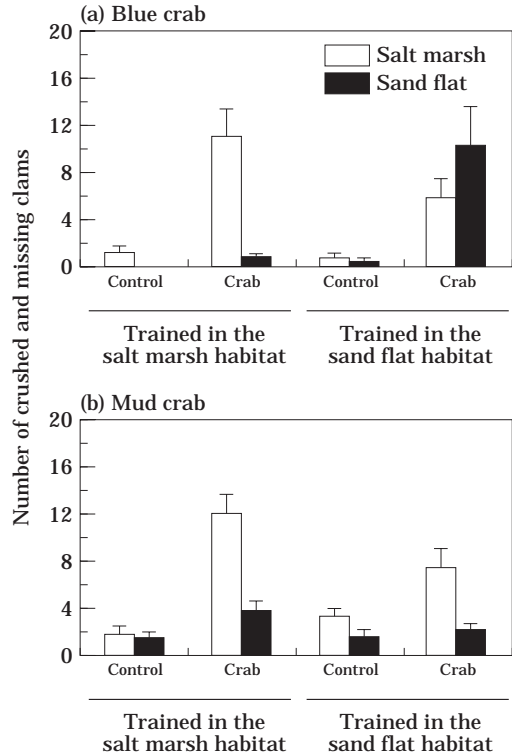 (a) Blue crab
20
16
12
8
4
0
Salt marsh
Sand flat
Control Crab Control Crab
Trained in the salt marsh habitat
Trained in the sand flat habitat
Number of crushed and missing clams
(b) Mud crab
20
16
12
8
4
0
Control Crab Control Crab
Trained in the salt marsh habitat
Trained in the sand flat habitat